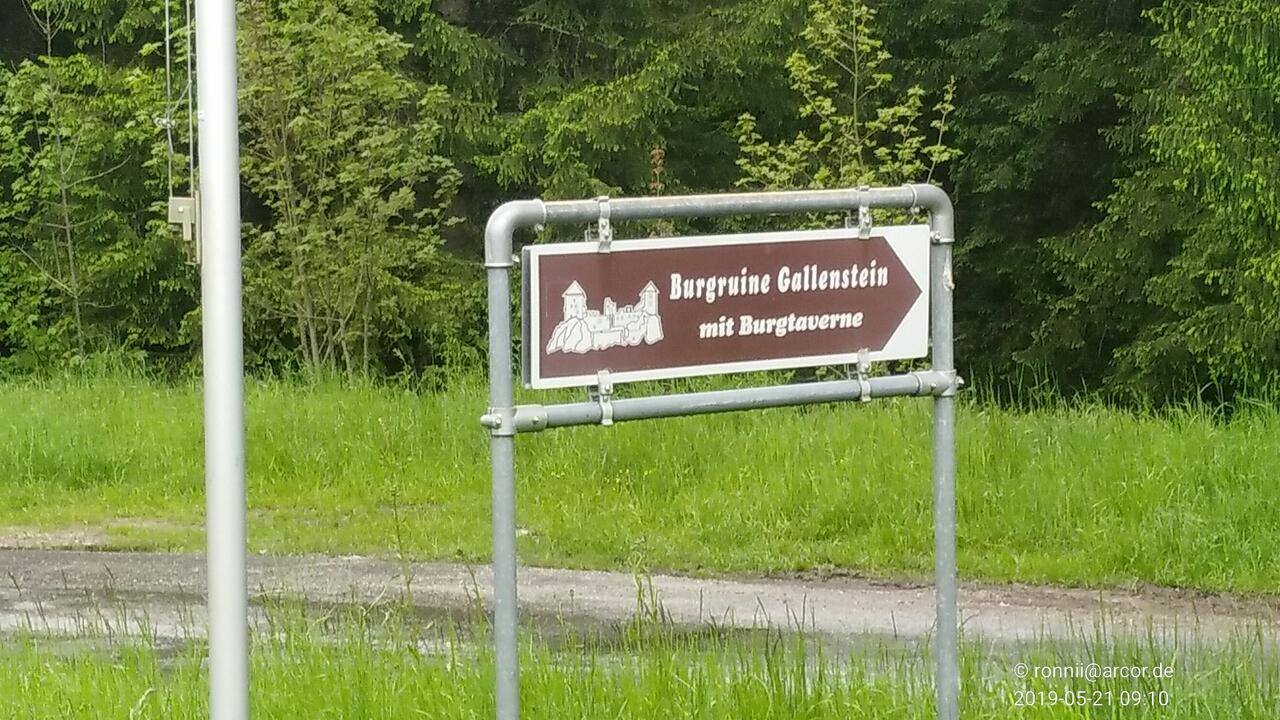 Burgruine Gallenstein
mit Burgtaverne
© ronnii@arcor.de
2019-05-21 09:10